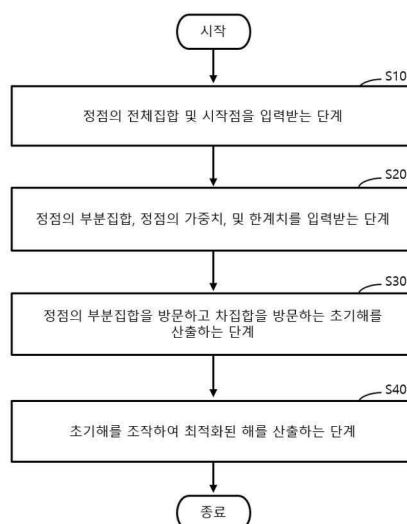 시작
S10
정점의 전체집합 및 시작점을 입력받는 단계
S20
정점의 부분집합, 정점의 가중치, 및 한계치를 입력받는 단계
S30
정점의 부분집합을 방문하고 차집합을 방문하는 초기해를
산출하는 단계
S40
초기해를 조작하여 최적화된 해를 산출하는 단계
종료